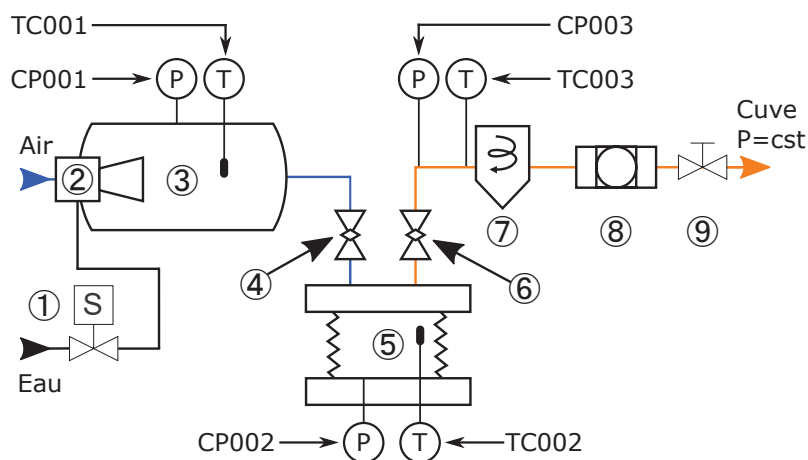 TC001
CP003
CP001
P
T
P
T
TC003
Cuve
P=cst
Air
②
③
⑦
⑧
⑨
④
⑥
①
S
⑤
Eau
CP002
P
T
TC002